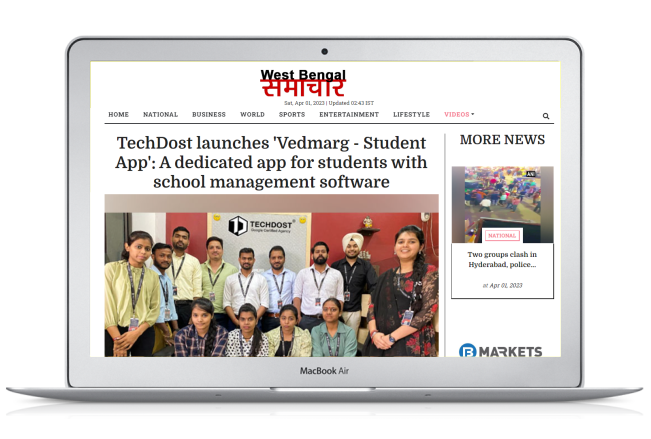 West Bengal
समाचार
Sat, Apr 01, 2023 | Updated 02:43 IST
HOME NATIONAL BUSINESS WORLD SPORTS ENTERTAINMENT LIFESTYLE VIDEOS
TechDost launches 'Vedmarg - Student
App': A dedicated app for students with
school management software
TECHDOST
Google Certified Agency
MORE NEWS
ANI
NATIONAL
Two groups clash in
Hyderabad, police...
at Apr 01, 2023
MARKETS
MacBook Air